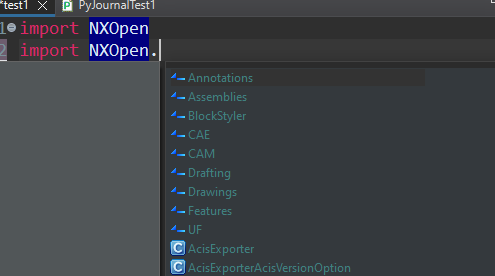 *test1 PyJournalTest1
1 import NXOpen
2 import NXOpen.
Annotations
Assemblies
BlockStyler
CAE
CAM
Drafting
Drawings
Features
UF
AcisExporter
AcisExporterAcisVersionOption